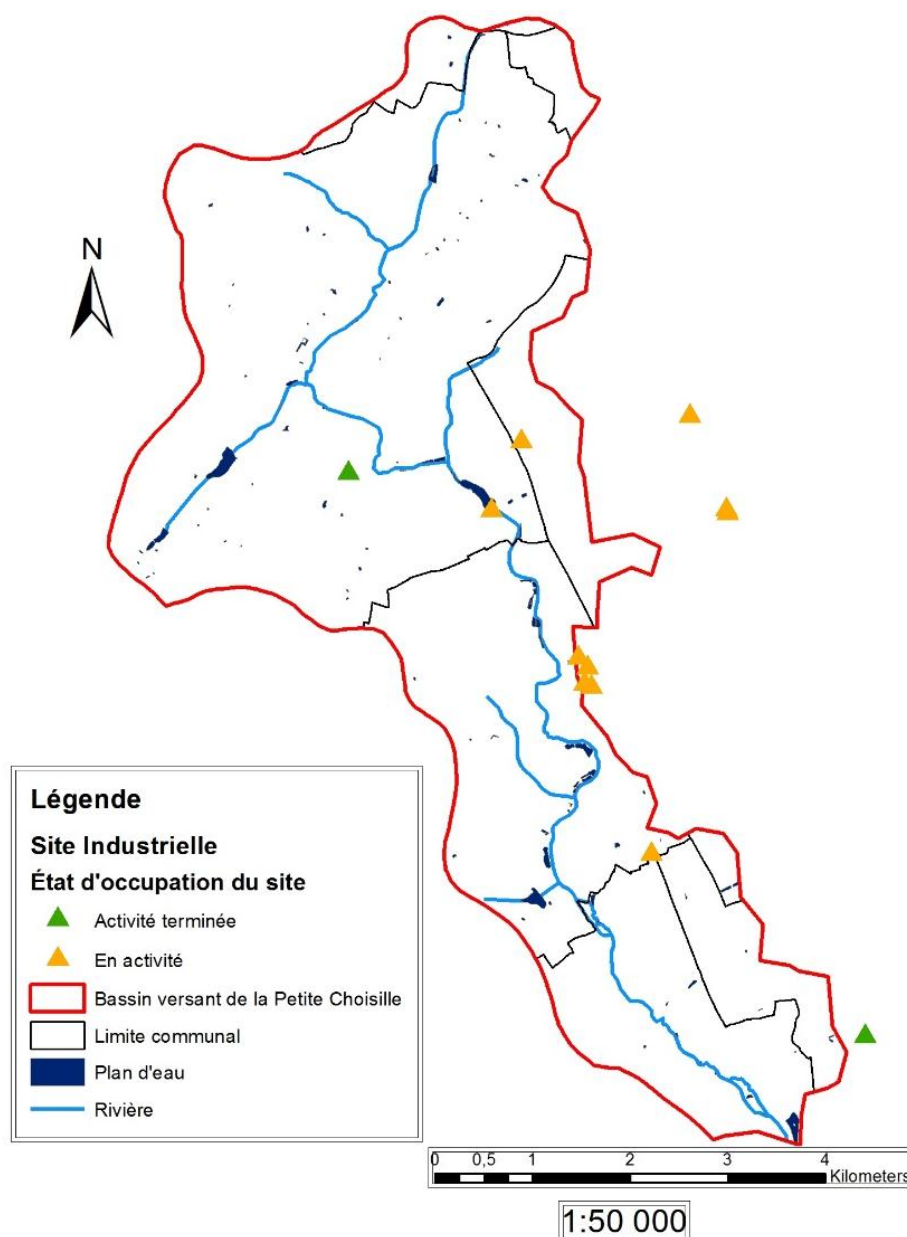 N
Légende
Site Industrielle
État d'occupation du site
Activité terminée
En activité
Bassin versant de la Petite Choisille
Limite communal
Plan d'eau
Rivière
0 0,5 1 2 3 4
Kilometers
1:50 000